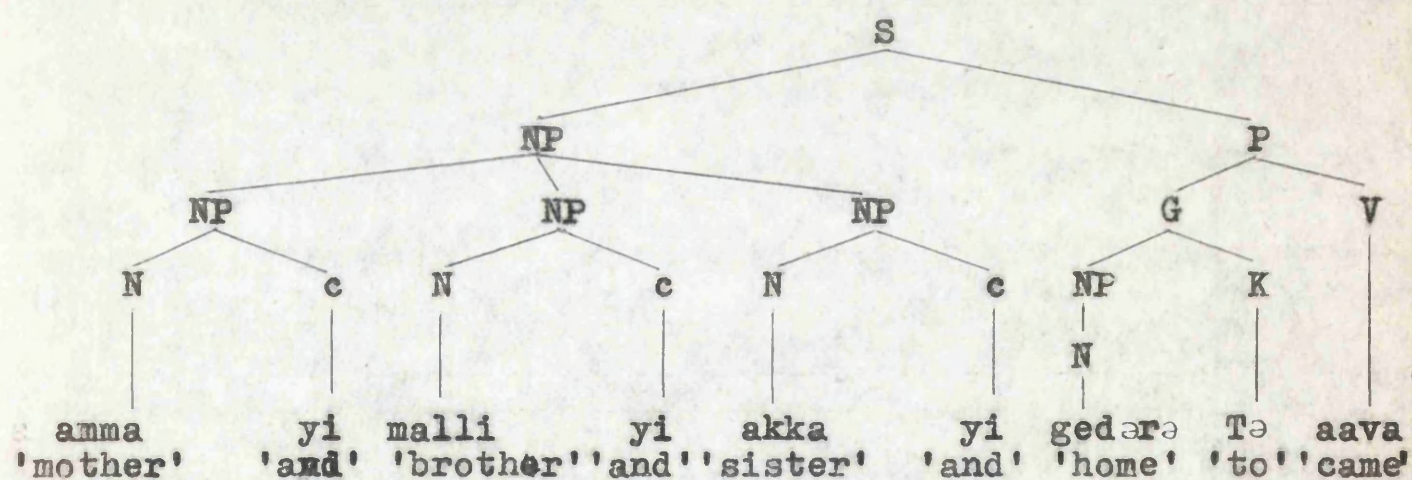 S
NP P
NP NP NP G V
N c N c N c NP K
N
amma yi malli yi akka yi gedərə Tə aava
'mother' 'and' 'brother' 'and' 'sister' 'and' 'home' 'to' 'came'